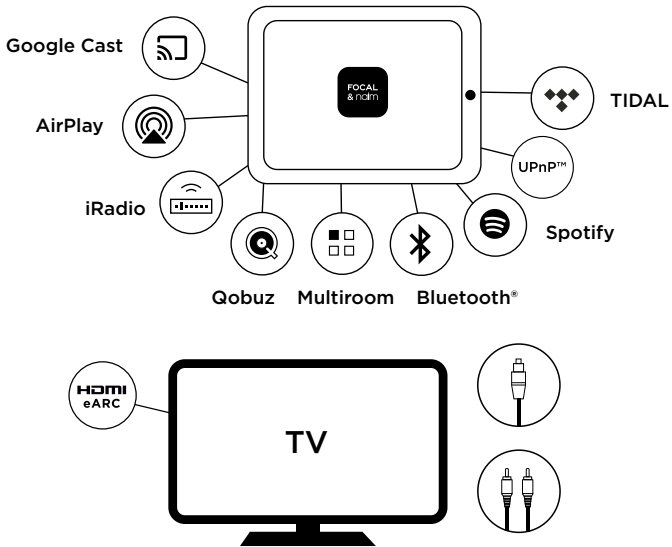 Google Cast
FOCAL
& naim
TIDAL
AirPlay
UPnP™
iRadio
Spotify
Qobuz
Multiroom
Bluetooth®
HDMI
eARC
TV